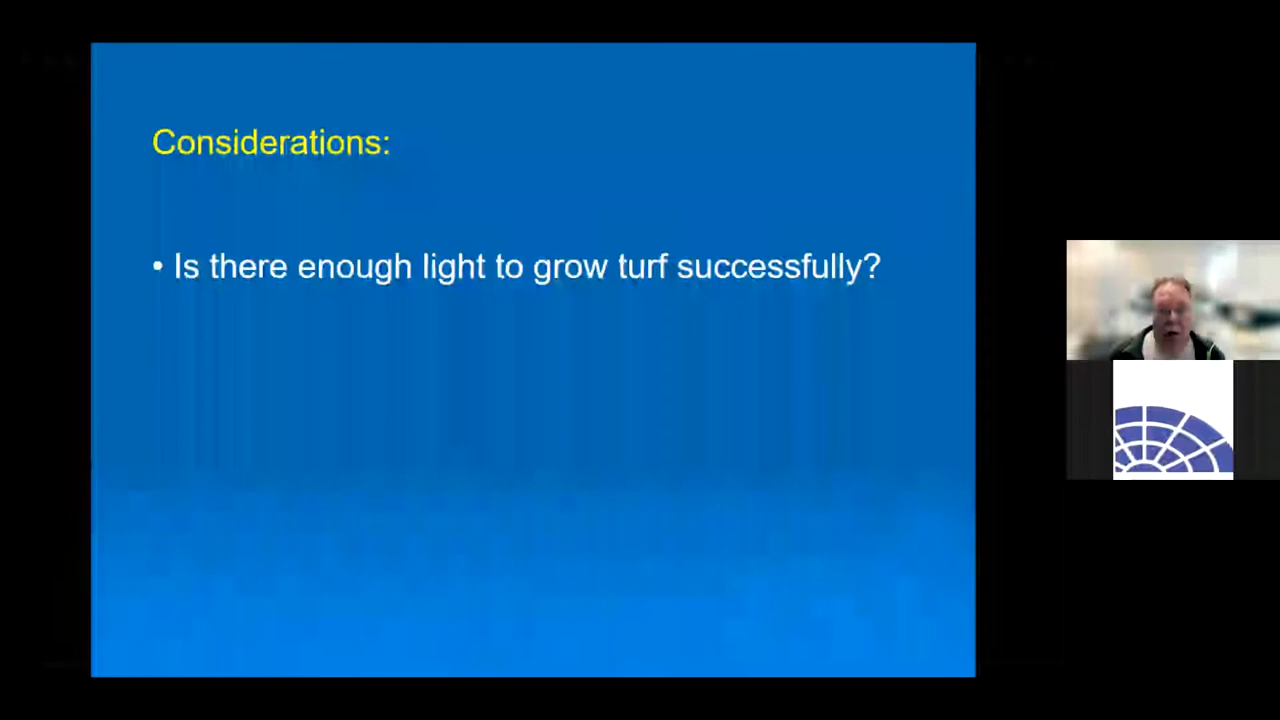 Considerations:
• Is there enough light to grow turf successfully?